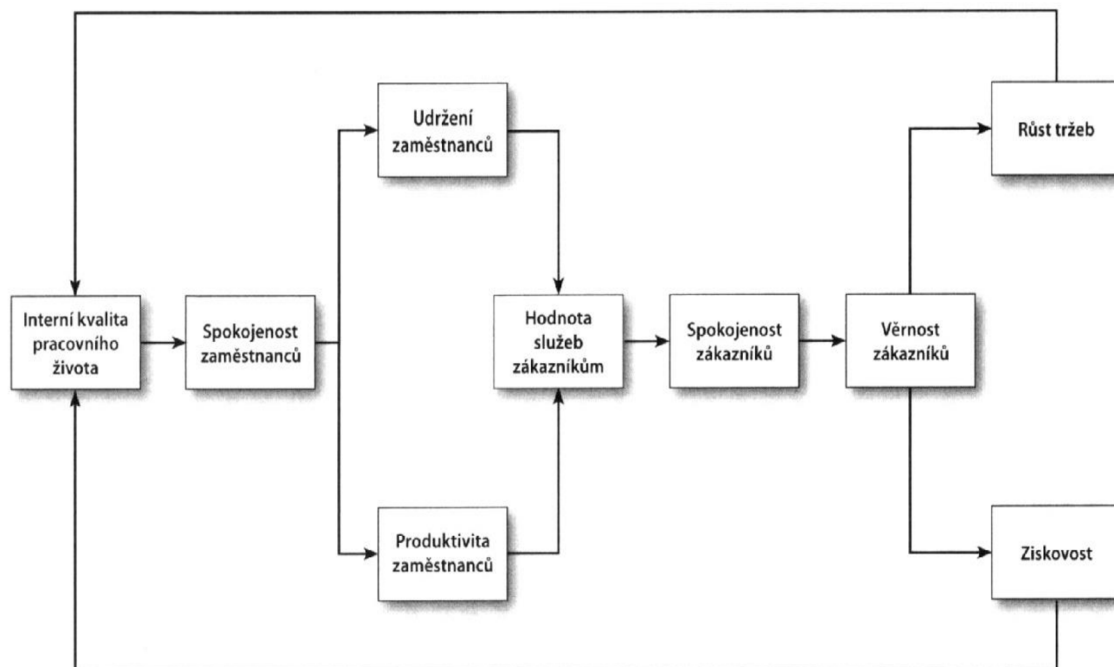 Udržení
zaměstnanců
Růst tržeb
Interní kvalita
pracovního
života
Spokojenost
zaměstnanců
Hodnota
služeb
zákazníkům
Spokojenost
zákazníků
Věrnost
zákazníků
Produktivita
zaměstnanců
Ziskovost